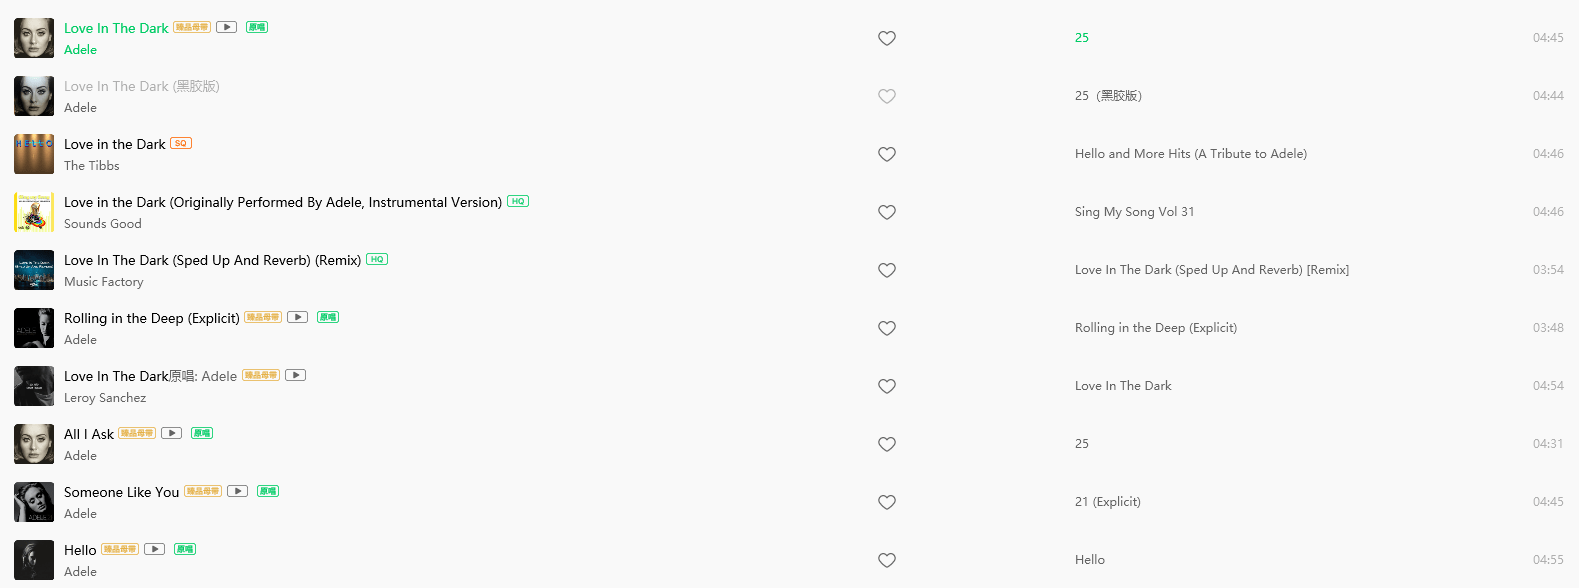 Love In The Dark 臻品母带 原唱
Adele
25
04:45
Love In The Dark (黑胶版)
Adele
25（黑胶版）
04:44
HELLO
Love in the Dark SQ
The Tibbs
Hello and More Hits (A Tribute to Adele)
04:46
Love in the Dark (Originally Performed By Adele, Instrumental Version) HQ
Sounds Good
Sing My Song Vol 31
04:46
Love In The Dark (Sped Up And Reverb) (Remix) HQ
Music Factory
Love In The Dark (Sped Up And Reverb) [Remix]
03:54
ADELE
Rolling in the Deep (Explicit) 臻品母带 原唱
Adele
Rolling in the Deep (Explicit)
03:48
Love In The Dark原唱: Adele 臻品母带
Leroy Sanchez
Love In The Dark
04:54
All I Ask 臻品母带 原唱
Adele
25
04:31
ADELE
Someone Like You 臻品母带 原唱
Adele
21 (Explicit)
04:45
Hello 臻品母带 原唱
Adele
Hello
04:55